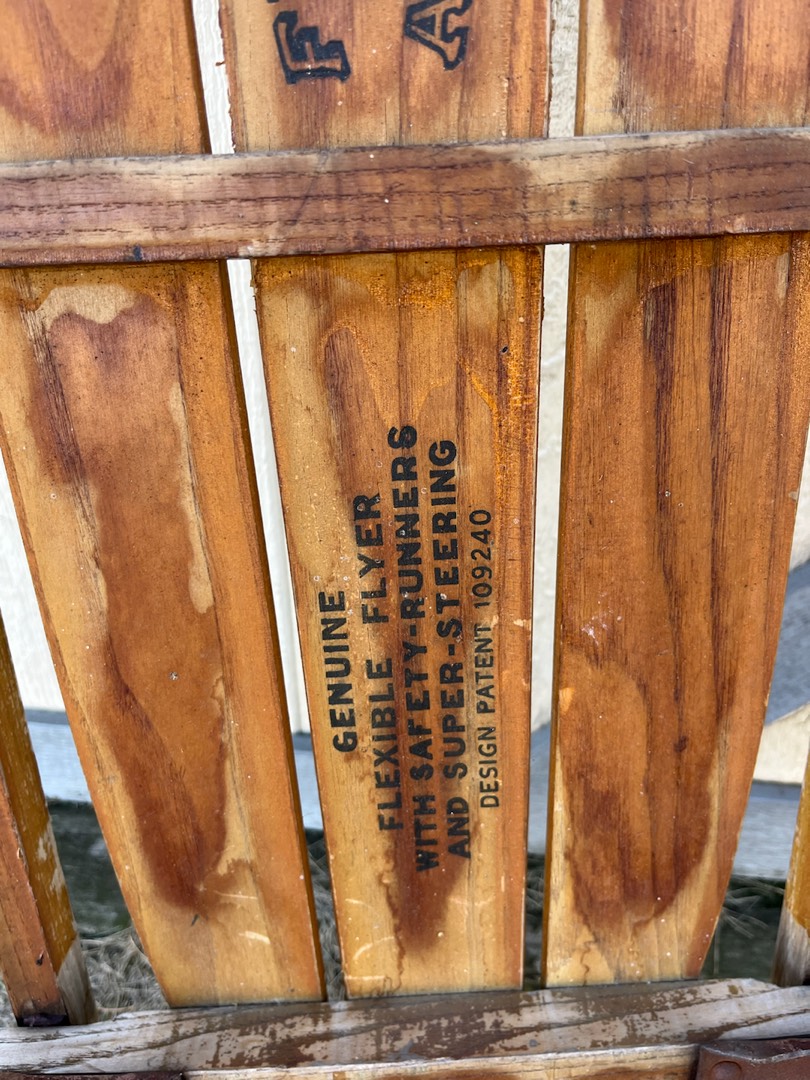 GENUINE
FLEXIBLE FLYER
WITH SAFETY-RUNNERS
AND SUPER-STEERING
DESIGN PATENT 109240
F
A